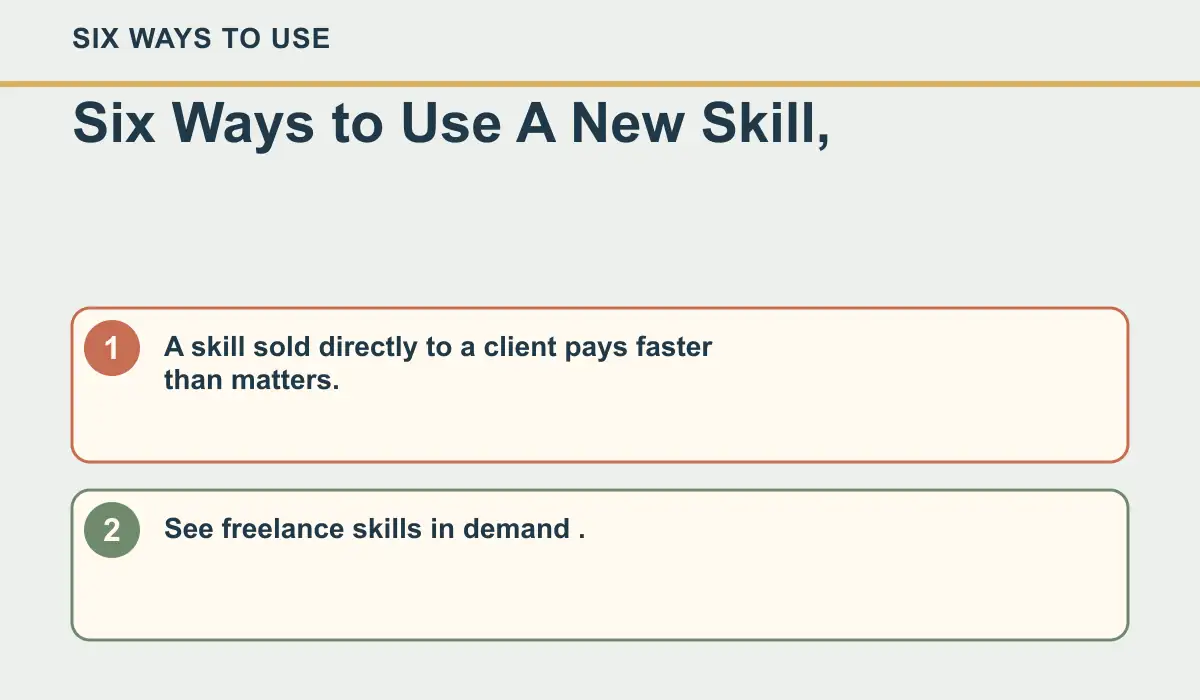 SIX WAYS TO USE
Six Ways to Use A New Skill,
1
A skill sold directly to a client pays faster
than matters.
2
See freelance skills in demand .